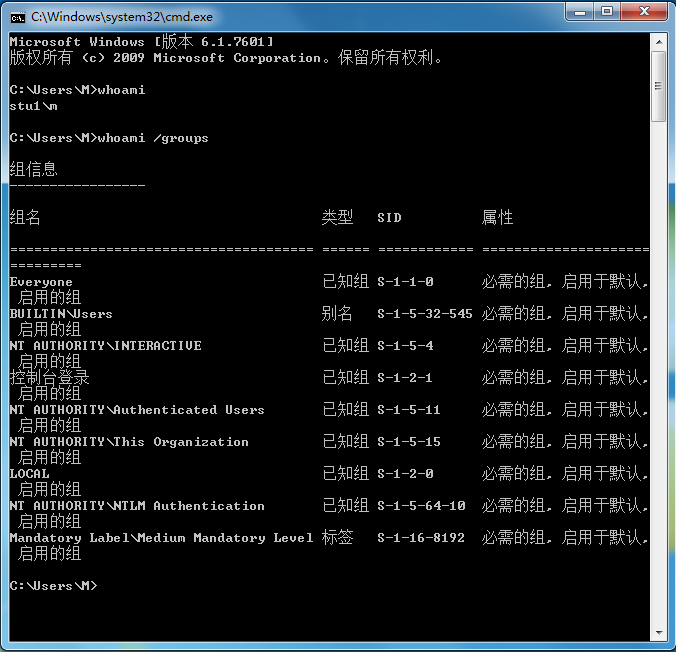 C:\Windows\system32\cmd.exe
Microsoft Windows [版本 6.1.7601]
版权所有 (c) 2009 Microsoft Corporation。保留所有权利。
C:\Users\M>whoami
stu1\m
C:\Users\M>whoami /groups
组信息
-----------------
组名 类型 SID 属性
====================================== ====== ============ =====================
=========
Everyone 已知组 S-1-1-0 必需的组, 启用于默认,
启用的组
BUILTIN\Users 别名 S-1-5-32-545 必需的组, 启用于默认,
启用的组
NT AUTHORITY\INTERACTIVE 已知组 S-1-5-4 必需的组, 启用于默认,
启用的组
控制台登录 已知组 S-1-2-1 必需的组, 启用于默认,
启用的组
NT AUTHORITY\Authenticated Users 已知组 S-1-5-11 必需的组, 启用于默认,
启用的组
NT AUTHORITY\This Organization 已知组 S-1-5-15 必需的组, 启用于默认,
启用的组
LOCAL 已知组 S-1-2-0 必需的组, 启用于默认,
启用的组
NT AUTHORITY\NTLM Authentication 已知组 S-1-5-64-10 必需的组, 启用于默认,
启用的组
Mandatory Label\Medium Mandatory Level 标签 S-1-16-8192 必需的组, 启用于默认,
启用的组
C:\Users\M>